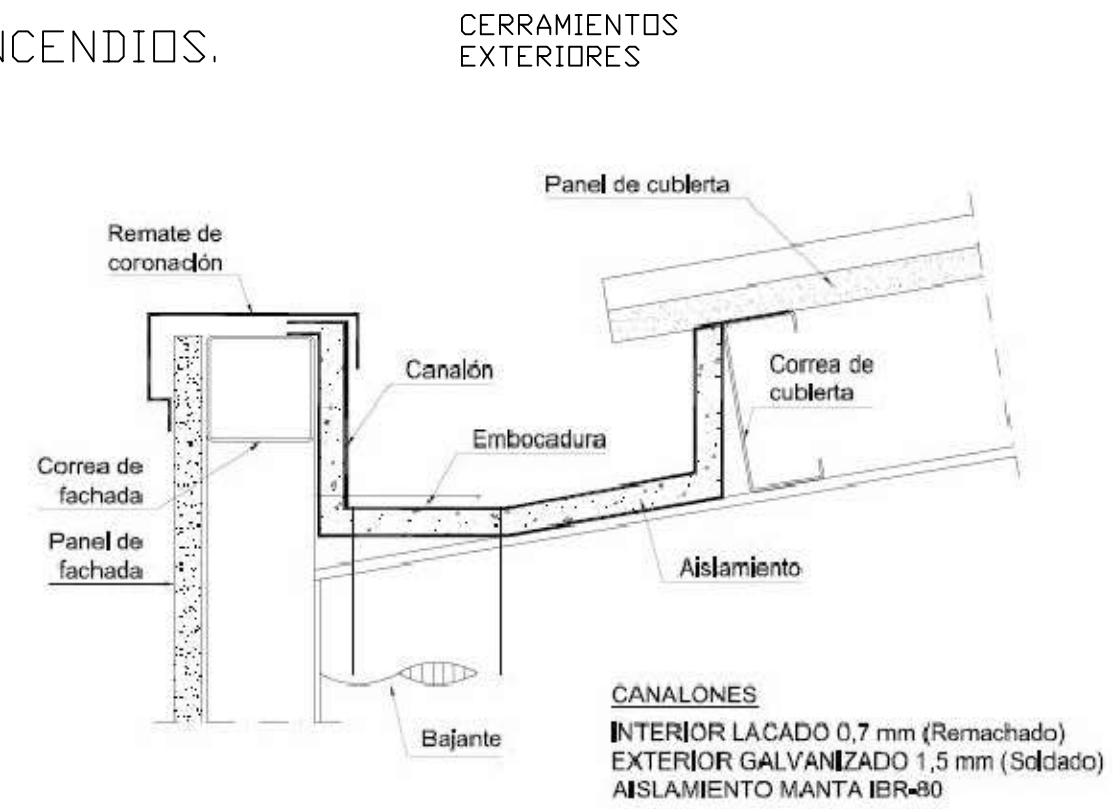 CERRAMIENTOS
EXTERIORES
NCENDIOS.
Panel de cubierta
Remate de
coronación
Canalón
Correa de
cubierta
Embocadura
Correa de
fachada
Panel de
fachada
Aislamiento
Bajante
CANALONES
INTERIOR LACADO 0,7 mm (Remachado)
EXTERIOR GALVANIZADO 1,5 mm (Soldado)
AISLAMIENTO MANTA IBR-80